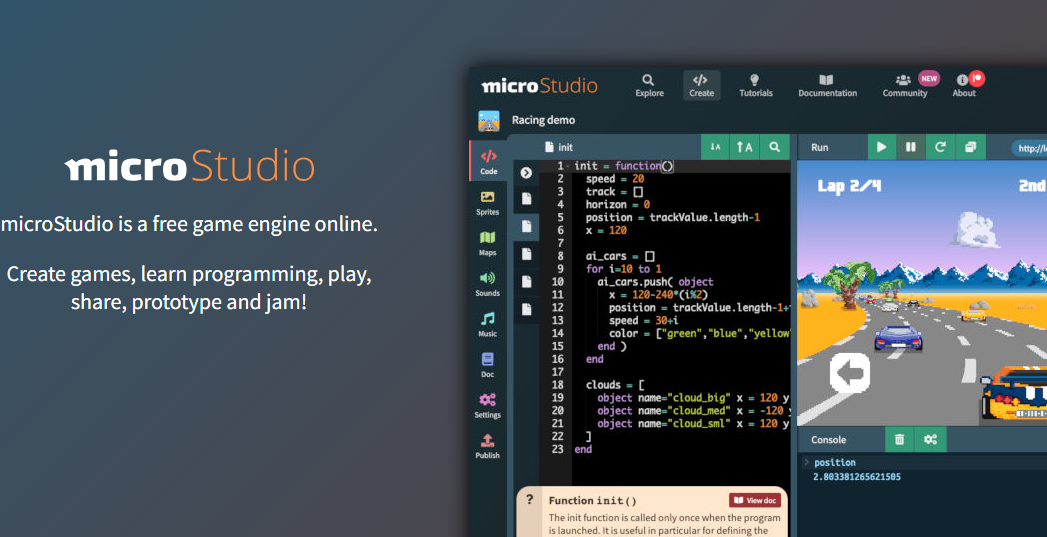 microStudio
microStudio is a free game engine online.
Create games, learn programming, play,
share, prototype and jam!
microStudio
Explore
Create
Tutorials
Documentation
Community
NEW
About
Racing demo
Code
Sprites
Maps
Sounds
Music
Doc
Settings
Publish
init
↓A
↑A
1 init = function()
2 speed = 20
3 track = []
4 horizon = 0
5 position = trackValue.length-1
6 x = 120
7
8 ai_cars = []
9 for i=10 to 1
10 ai_cars.push( object
11 x = 120-240*(i%2)
12 position = trackValue.length-1+
13 speed = 30+i
14 color = ["green","blue","yellow"
15 end )
16 end
17
18 clouds = [
19 object name="cloud_big" x = 120 y
20 object name="cloud_med" x = -120 y
21 object name="cloud_sml" x = 120 y
22 ]
23 end
? Function init()
View doc
The init function is called only once when the program
is launched. It is useful in particular for defining the
Run
http://l
Lap 2/4
2nd
Console
> position
2.803381265621505